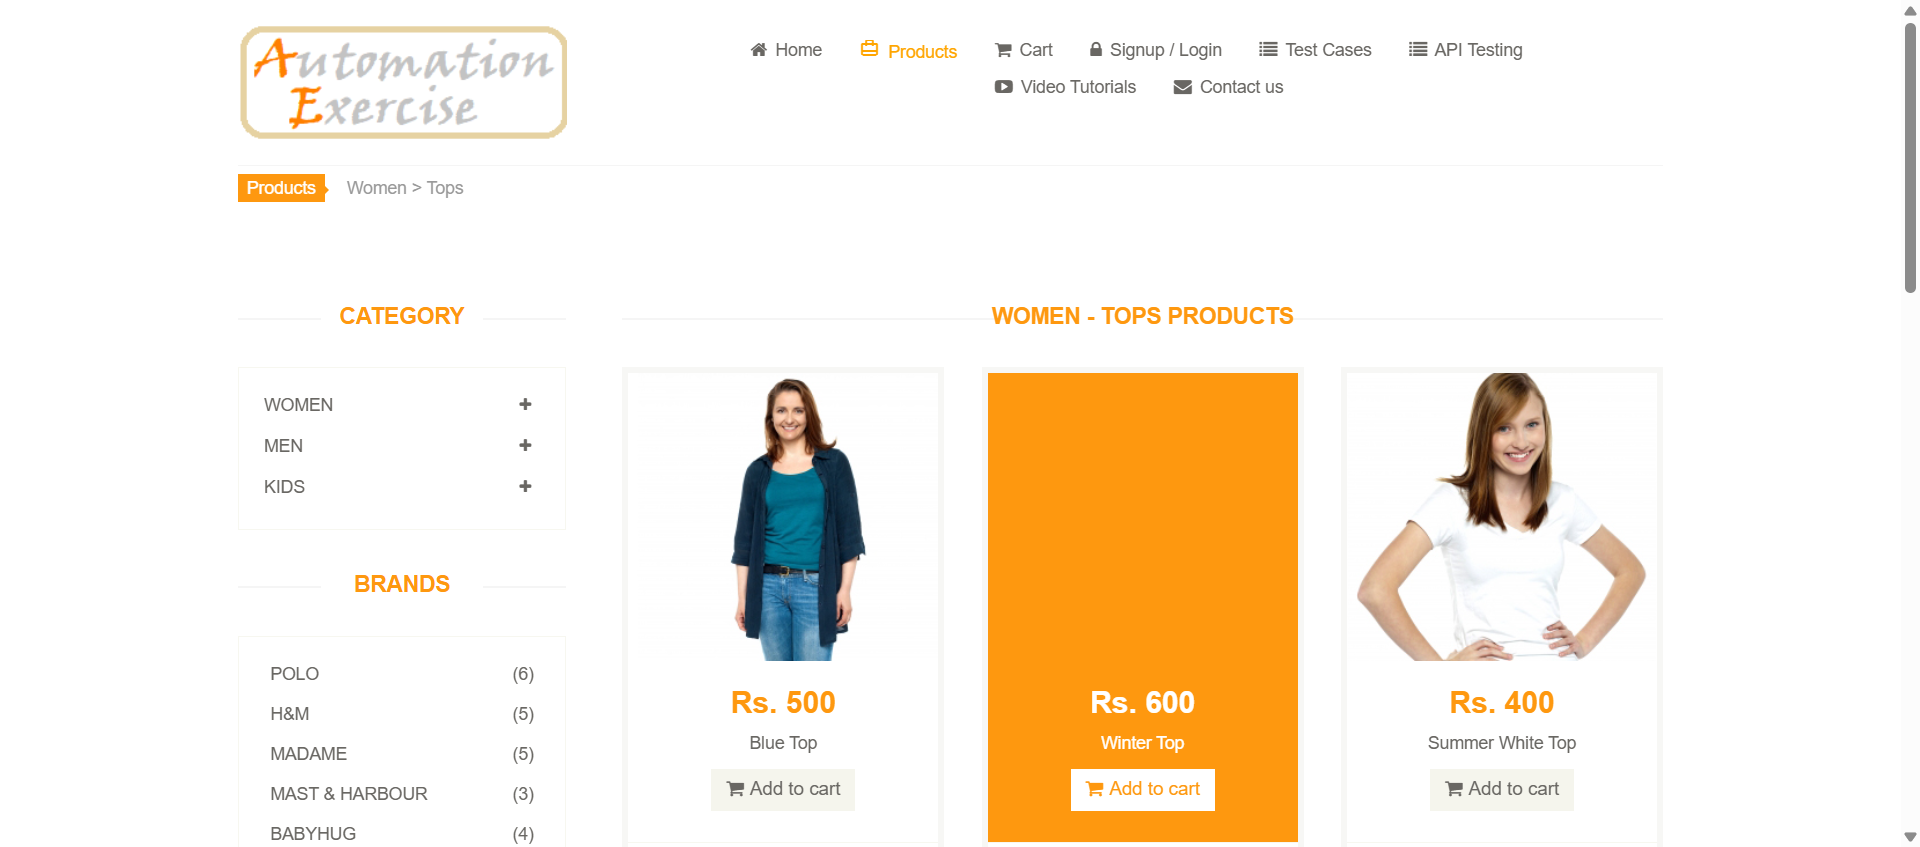 Automation
Exercise
Home
Products
Cart
Signup / Login
Test Cases
API Testing
Video Tutorials
Contact us
Products
Women > Tops
CATEGORY
WOMEN
MEN
KIDS
BRANDS
POLO (6)
H&M (5)
MADAME (5)
MAST & HARBOUR (3)
BABYHUG (4)
WOMEN - TOPS PRODUCTS
Rs. 500
Blue Top
Add to cart
Rs. 600
Winter Top
Add to cart
Rs. 400
Summer White Top
Add to cart